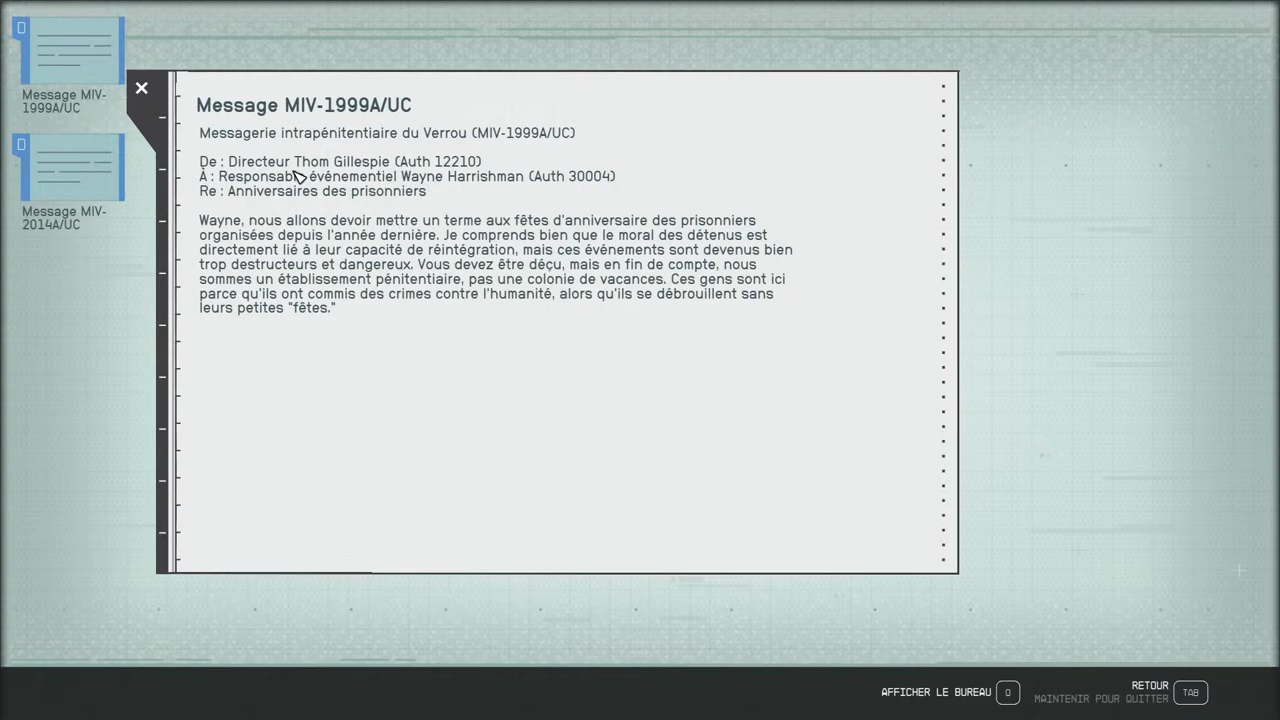 Message MIV-
1999A/UC
Message MIV-
2014A/UC
Message MIV-1999A/UC
Messagerie intrapénitentiaire du Verrou (MIV-1999A/UC)
De : Directeur Thom Gillespie (Auth 12210)
À : Responsable événementiel Wayne Harrishman (Auth 30004)
Re : Anniversaires des prisonniers
Wayne, nous allons devoir mettre un terme aux fêtes d'anniversaire des prisonniers
organisées depuis l'année dernière. Je comprends bien que le moral des détenus est
directement lié à leur capacité de réintégration, mais ces événements sont devenus bien
trop destructeurs et dangereux. Vous devez être déçu, mais en fin de compte, nous
sommes un établissement pénitentiaire, pas une colonie de vacances. Ces gens sont ici
parce qu'ils ont commis des crimes contre l'humanité, alors qu'ils se débrouillent sans
leurs petites "fêtes."
AFFICHER LE BUREAU Q
RETOUR
MAINTENIR POUR QUITTER TAB